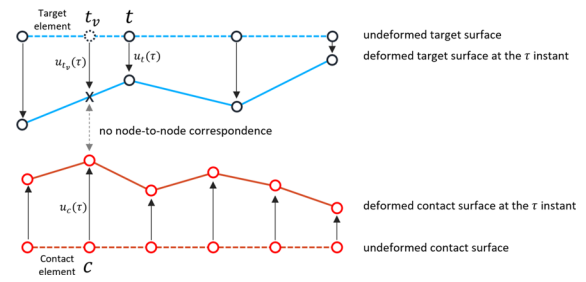 Target
element
t_v
t
undeformed target surface
u_{t_v}(τ)
u_t(τ)
deformed target surface at the τ instant
x
no node-to-node correspondence
u_c(τ)
deformed contact surface at the τ instant
undeformed contact surface
Contact
element
c